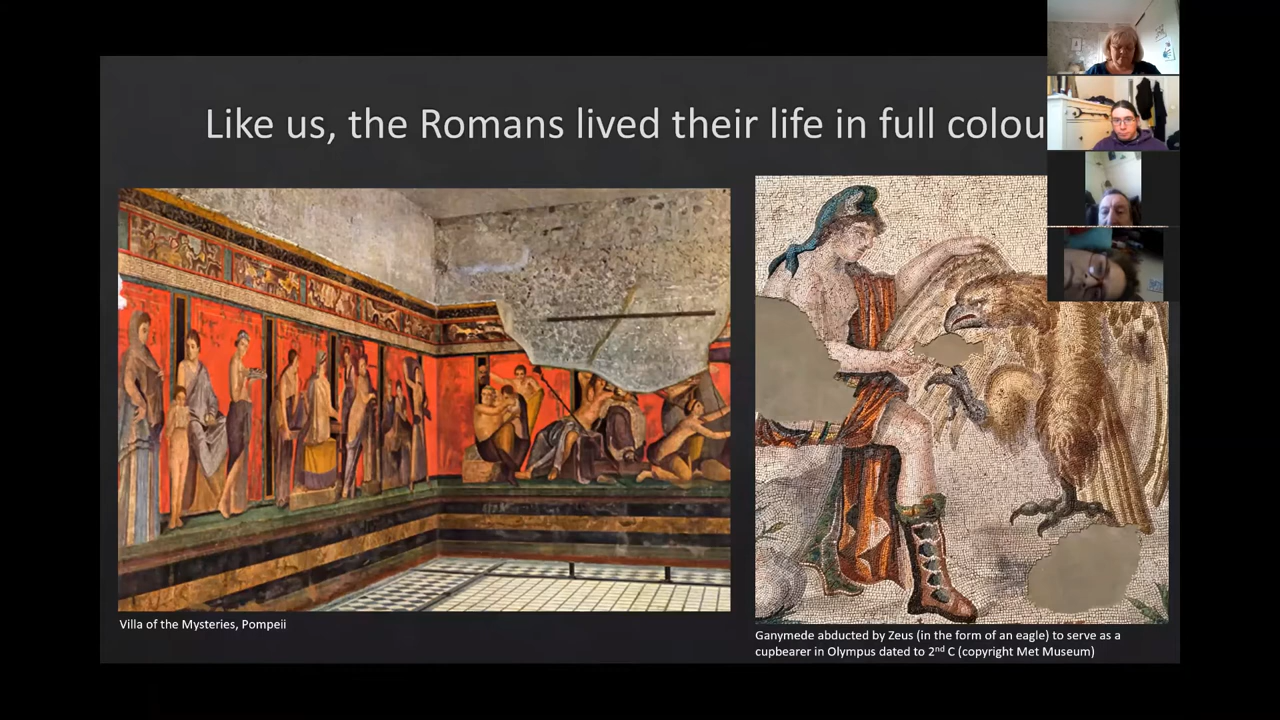 Like us, the Romans lived their life in full colou
Villa of the Mysteries, Pompeii
Ganymede abducted by Zeus (in the form of an eagle) to serve as a
cupbearer in Olympus dated to 2nd C (copyright Met Museum)